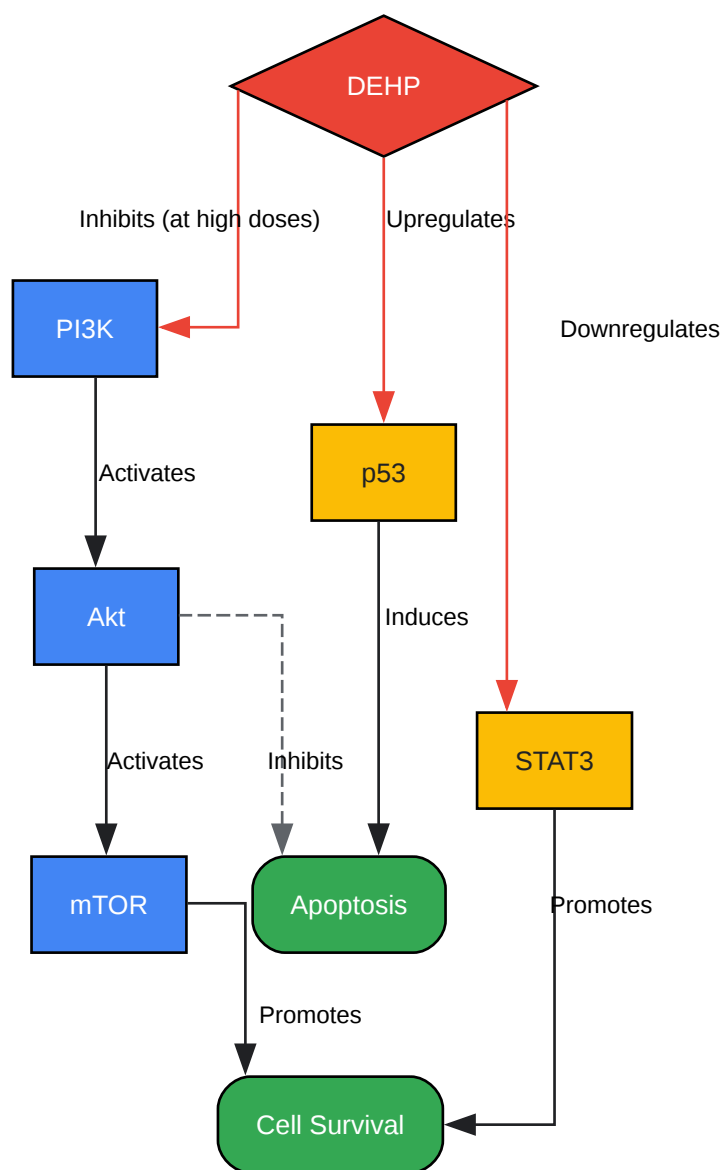 DEHP
Inhibits (at high doses)
Upregulates
PI3K
Downregulates
Activates
p53
Akt
Induces
Activates
Inhibits
STAT3
mTOR
Apoptosis
Promotes
Promotes
Cell Survival